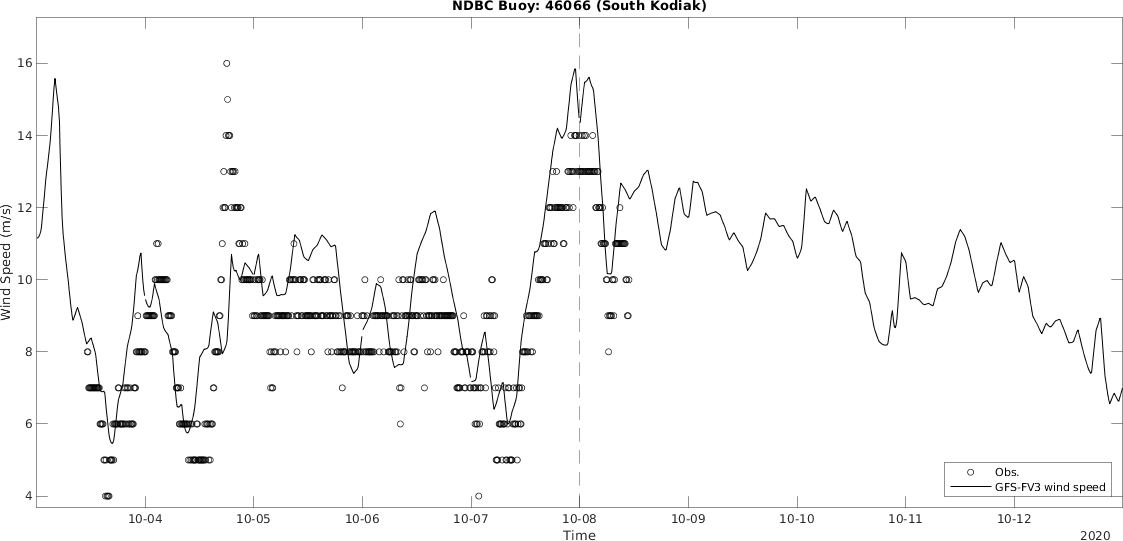 NDBC Buoy: 46066 (South Kodiak)
16
14
12
10
8
6
4
Wind Speed (m/s)
Obs.
GFS-FV3 wind speed
10-04 10-05 10-06 10-07 10-08 10-09 10-10 10-11 10-12
Time
2020